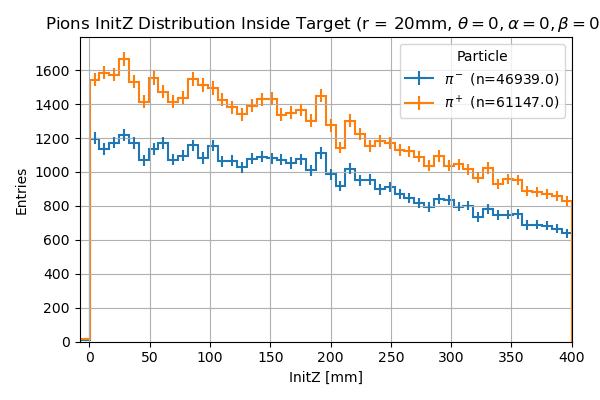 Pions InitZ Distribution Inside Target (r = 20mm, θ = 0, α = 0, β = 0
Particle
π⁻ (n=46939.0)
π⁺ (n=61147.0)
Entries
1600
1400
1200
1000
800
600
400
200
0
0 50 100 150 200 250 300 350 400
InitZ [mm]